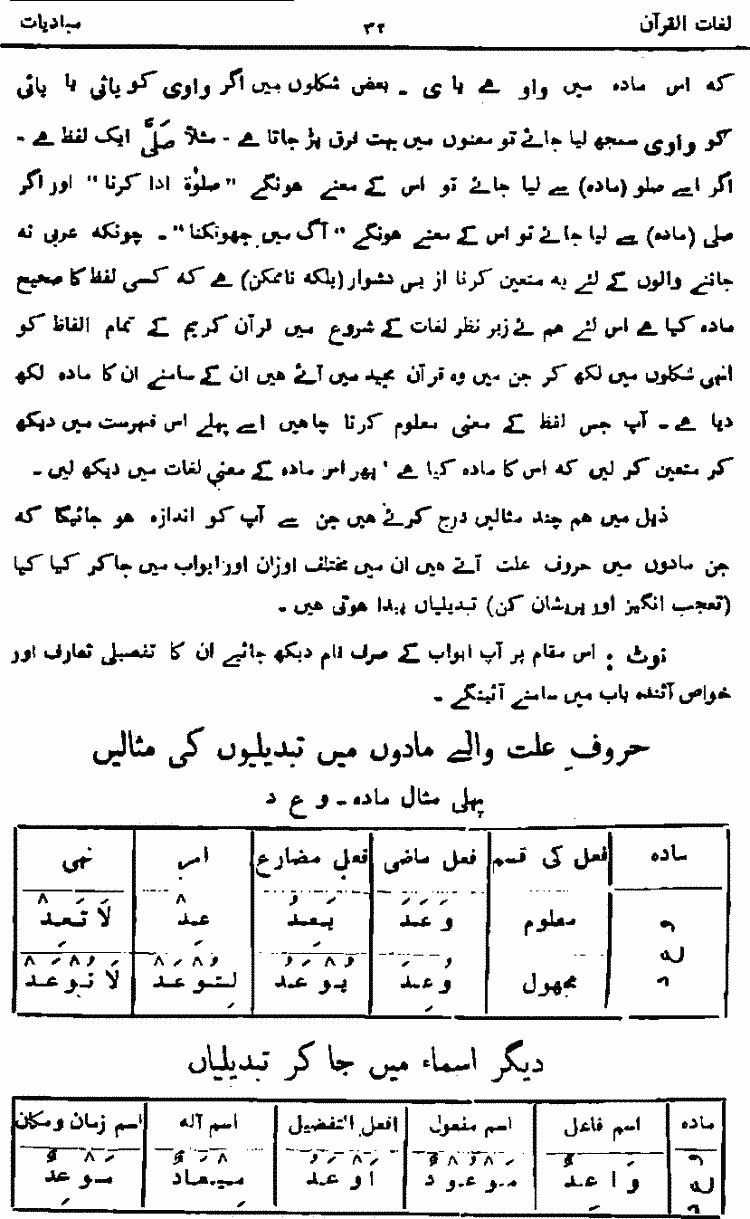 لغات القرآن ۳۲ مبادیات
کہ اس مادہ میں واو ہے یا ی ۔ بعض شکلوں میں اگر واوی کو یائی یا یائی
کو واوی سمجھ لیا جائے تو معنوں میں بہت فرق پڑ جاتا ہے ۔ مثلاً صَلَّیٰ ایک لفظ ہے ۔
اگر اسے صلو (مادہ) سے لیا جائے تو اس کے معنے ہونگے ”صلوٰۃ ادا کرنا“ اور اگر
صلی (مادہ) سے لیا جائے تو اس کے معنے ہونگے ”آگ میں جھونکنا“ ۔ چونکہ عربی نہ
جاننے والوں کے لئے یہ متعین کرنا از بس دشوار (بلکہ ناممکن) ہے کہ کسی لفظ کا صحیح
مادہ کیا ہے اس لئے ہم نے زیر نظر لغات کے شروع میں قرآن کریم کے تمام الفاظ کو
انہی شکلوں میں لکھ کر جن میں وہ قرآن مجید میں آئے ہیں ان کے سامنے ان کا مادہ لکھ
دیا ہے ۔ آپ جس لفظ کے معنی معلوم کرنا چاہیں اسے پہلے اس فہرست میں دیکھ
کر متعین کر لیں کہ اس کا مادہ کیا ہے ' پھر اس مادہ کے معنی لغات میں دیکھ لیں ۔
ذیل میں ہم چند مثالیں درج کرتے ہیں جن سے آپ کو اندازہ ہو جائیگا کہ
جن مادوں میں حروف علت آتے ہیں ان میں مختلف اوزان اور ابواب میں جاکر کیا کیا
(تعجب انگیز اور پریشان کن) تبدیلیاں پیدا ہوتی ہیں ۔
نوٹ : اس مقام پر آپ ابواب کے صرف نام دیکھ جائیے ان کا تفصیلی تعارف اور
خواص آئندہ باب میں سامنے آئینگے ۔
حروفِ علت والے مادوں میں تبدیلیوں کی مثالیں
پہلی مثال مادہ ۔ و ع د
مادہ فعل کی قسم فعل ماضی فعل مضارع امر نہی
و ع د معلوم وَعَدَ يَعِدُ عِدْ لَا تَعِدْ
مجہول وُعِدَ يُوْعَدُ لِتُوْعَدْ لَا تُوْعَدْ
دیگر اسماء میں جا کر تبدیلیاں
مادہ اسم فاعل اسم مفعول افعل التفضیل اسم آلہ اسم زمان و مکان
و ع د وَاعِدٌ مَوْعُوْدٌ اَوْعَدُ مِيْعَادٌ مَوْعِدٌ